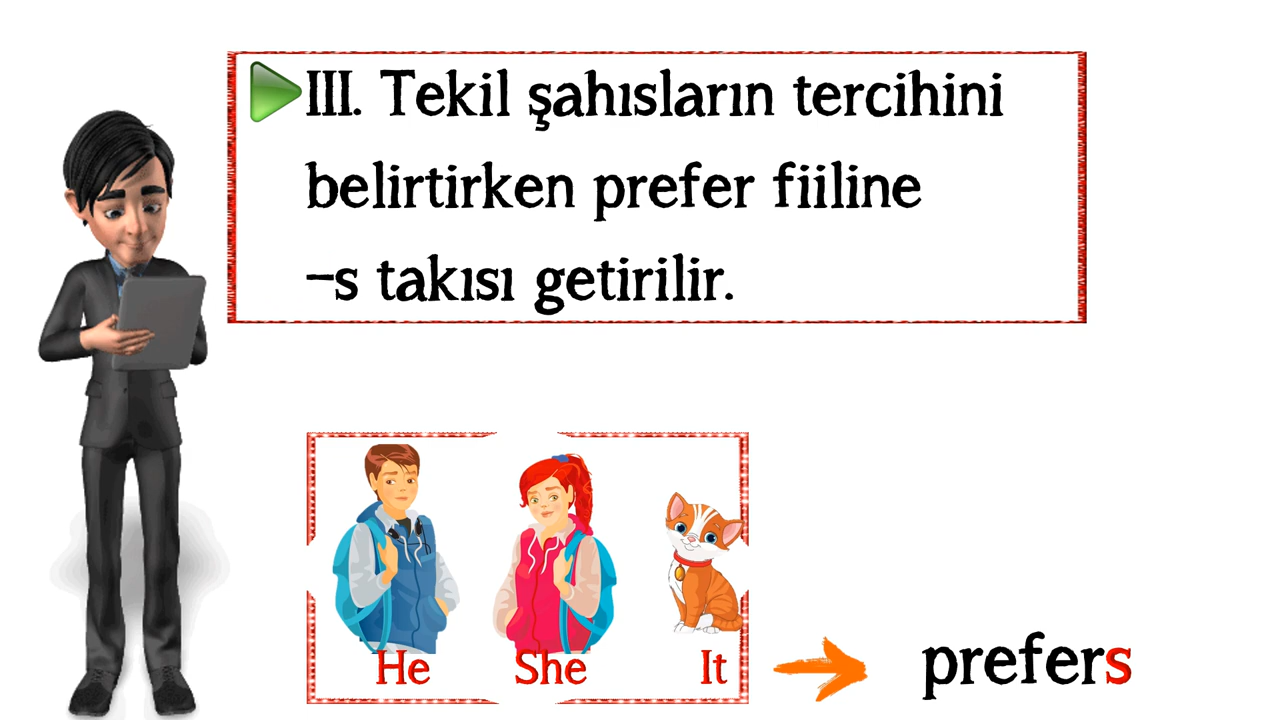 III. Tekil şahısların tercihini
belirtirken prefer fiiline
–s takısı getirilir.
He She It
prefers